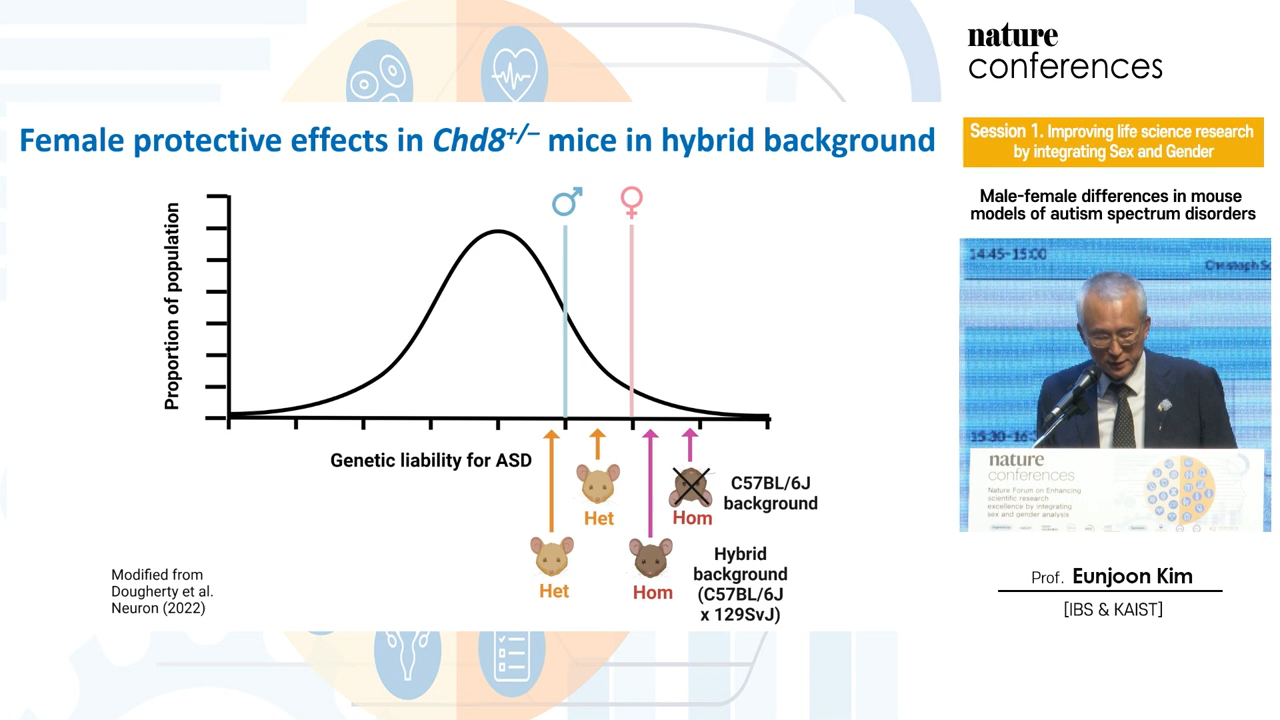 nature
conferences
Session 1. Improving life science research
by integrating Sex and Gender
Male-female differences in mouse
models of autism spectrum disorders
Female protective effects in Chd8+/− mice in hybrid background
♂
♀
Proportion of population
Genetic liability for ASD
Het
Hom
C57BL/6J
background
Het
Hom
Hybrid
background
(C57BL/6J
x 129SvJ)
Modified from
Dougherty et al.
Neuron (2022)
14:45-15:00
15:30-16:
nature
conferences
Nature Forum on Enhancing
scientific research
excellence by integrating
sex and gender analysis
Prof. Eunjoon Kim
[IBS & KAIST]